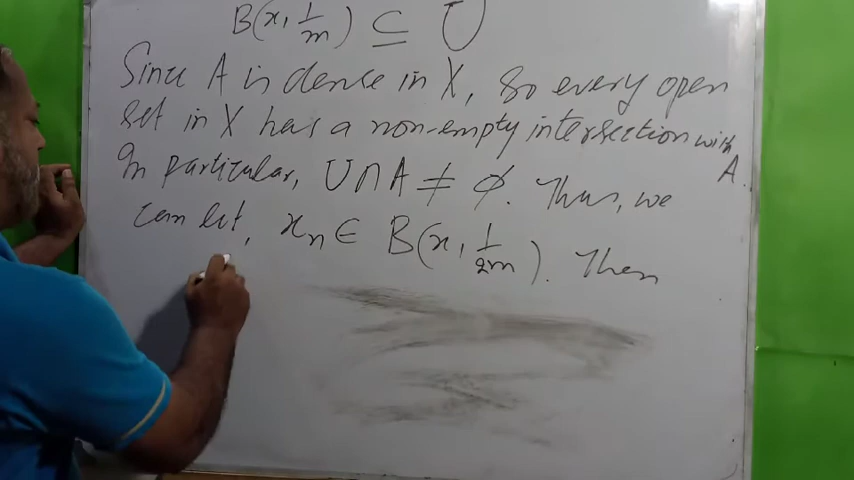 B(x, 1/m) ⊆ U
Since A is dense in X, so every open
set in X has a non-empty intersection with A.
In particular, U∩A ≠ ϕ. Thus, we
can let, xₙ ∈ B(x, 1/2m). Then